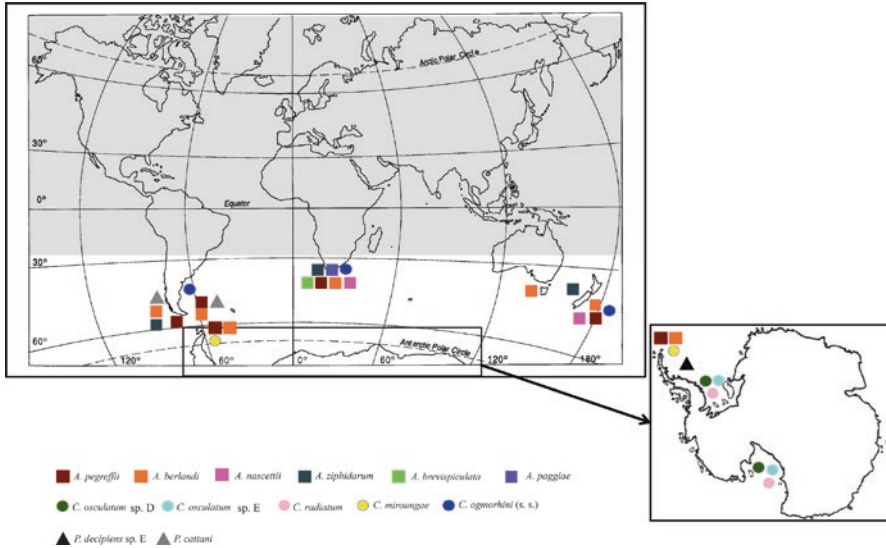 60°
Arctic Polar Circle
30°
0°
Equator
30°
60°
120°
60°
0°
60°
120°
180°
Antarctic Polar Circle
A. pegreffii A. berlandi A. nascettii A. ziphidarum A. brevispiculata A. paggiae
C. osculatum sp. D C. osculatum sp. E C. radiatum C. miroungae C. ogmorhini (s. s.)
P. decipiens sp. E P. cattani